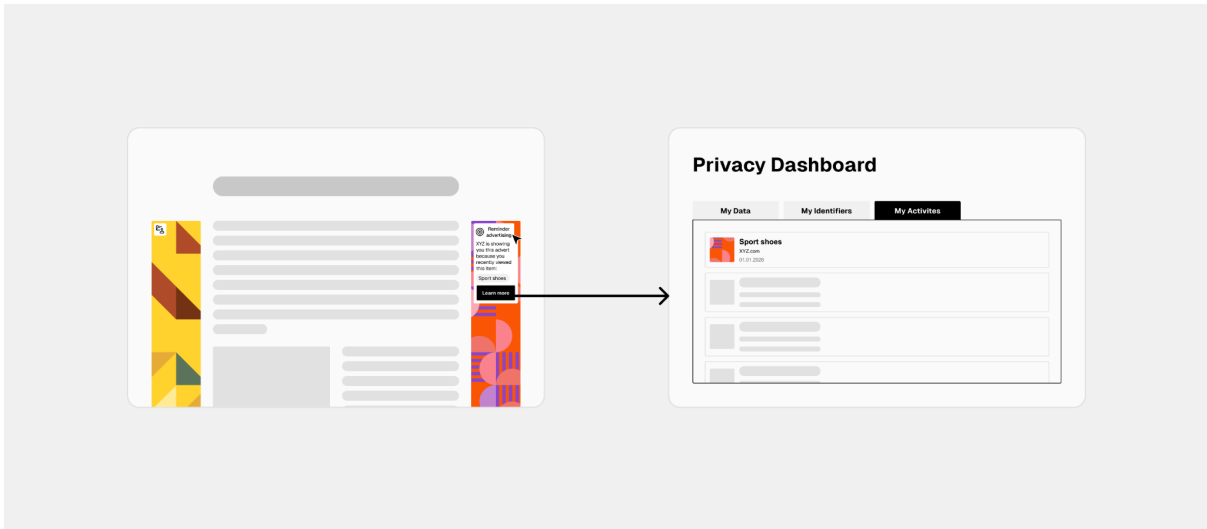 Reminder
advertising
XYZ is showing
you this advert
because you
recently viewed
this item:
Sport shoes
Learn more
Privacy Dashboard
My Data
My Identifiers
My Activites
Sport shoes
XYZ.com
01.01.2026